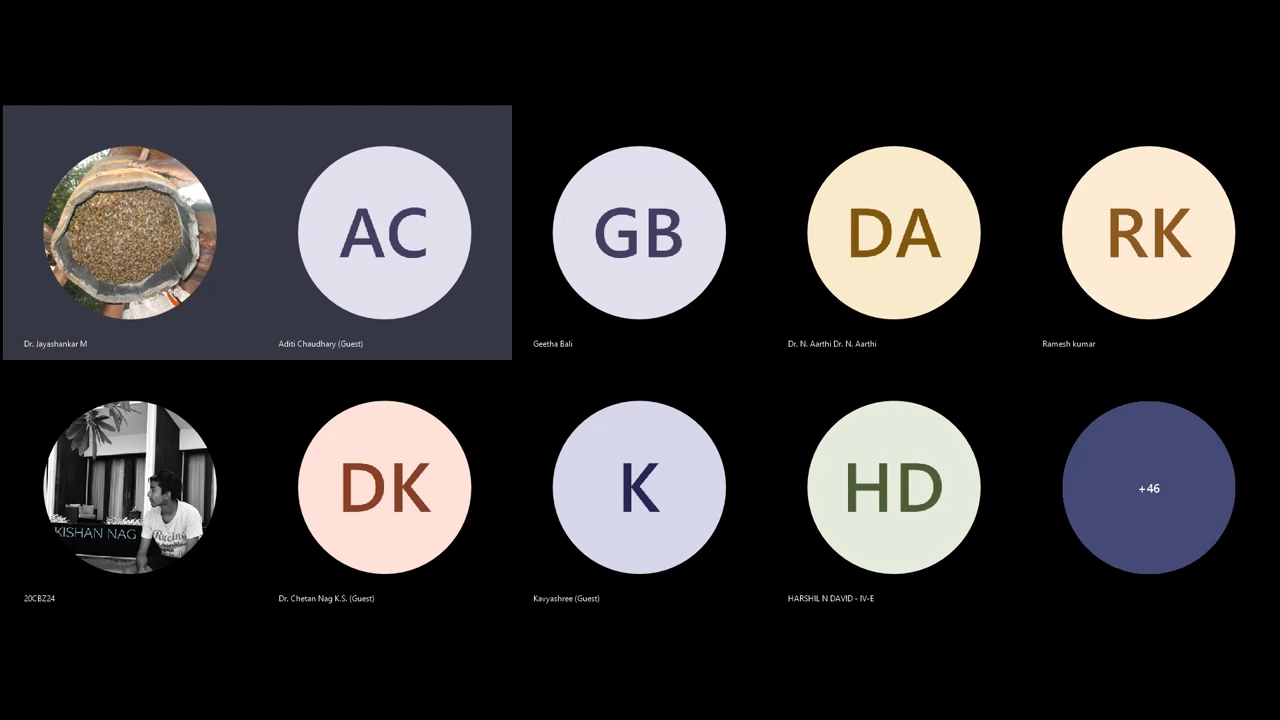 AC
GB
DA
RK
Dr. Jayashankar M
Aditi Chaudhary (Guest)
Geetha Bali
Dr. N. Aarthi Dr. N. Aarthi
Ramesh kumar
KISHAN NAG
Racing
DK
K
HD
+46
20CBZ24
Dr. Chetan Nag K.S. (Guest)
Kavyashree (Guest)
HARSHIL N DAVID - IV-E